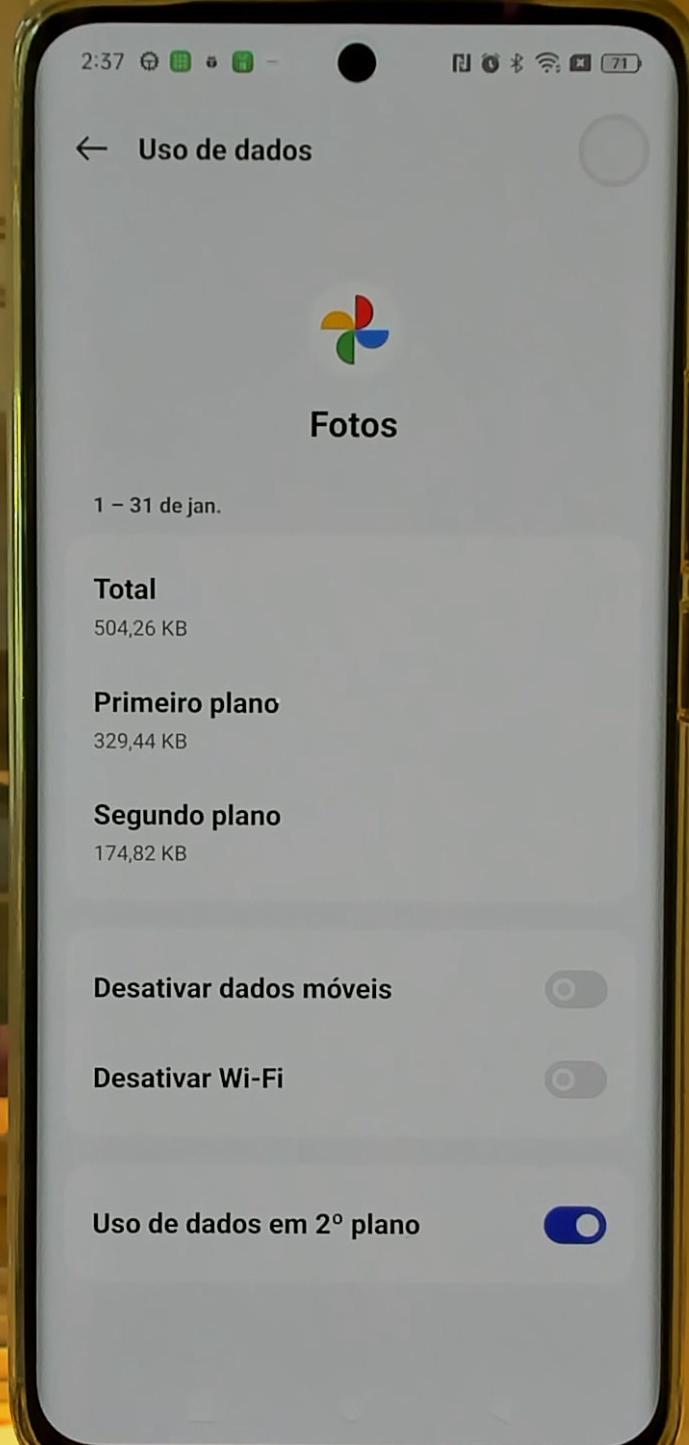 2:37
71
Uso de dados
Fotos
1 – 31 de jan.
Total
504,26 KB
Primeiro plano
329,44 KB
Segundo plano
174,82 KB
Desativar dados móveis
Desativar Wi-Fi
Uso de dados em 2º plano